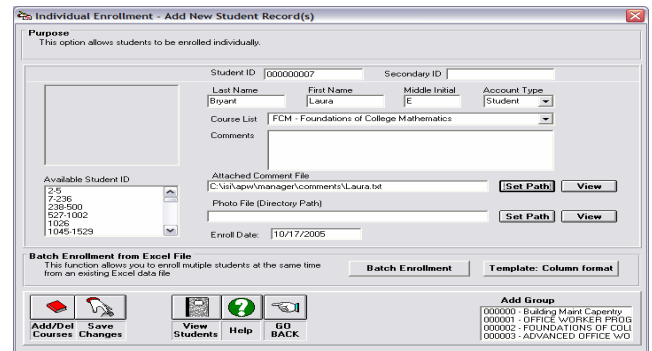 Individual Enrollment - Add New Student Record(s)
Purpose
This option allows students to be enrolled individually.
Student ID 000000007 Secondary ID
Last Name First Name Middle Initial Account Type
Bryant Laura E Student
Course List FCM - Foundations of College Mathematics
Comments
Available Student ID
2-5
7-236
238-500
527-1002
1026
1045-1529
Attached Comment File
C:\isi\apw\manager\comments\Laura.txt Set Path View
Photo File (Directory Path)
Set Path View
Enroll Date: 10/17/2005
Batch Enrollment from Excel File
This function allows you to enroll mutiple students at the same time
from an existing Excel data file
Batch Enrollment Template: Column format
Add/Del
Courses
Save
Changes
View
Students
Help
GO
BACK
Add Group
000000 - Building Maint Capentry
000001 - OFFICE WORKER PROG
000002 - FOUNDATIONS OF COLL
000003 - ADVANCED OFFICE WO